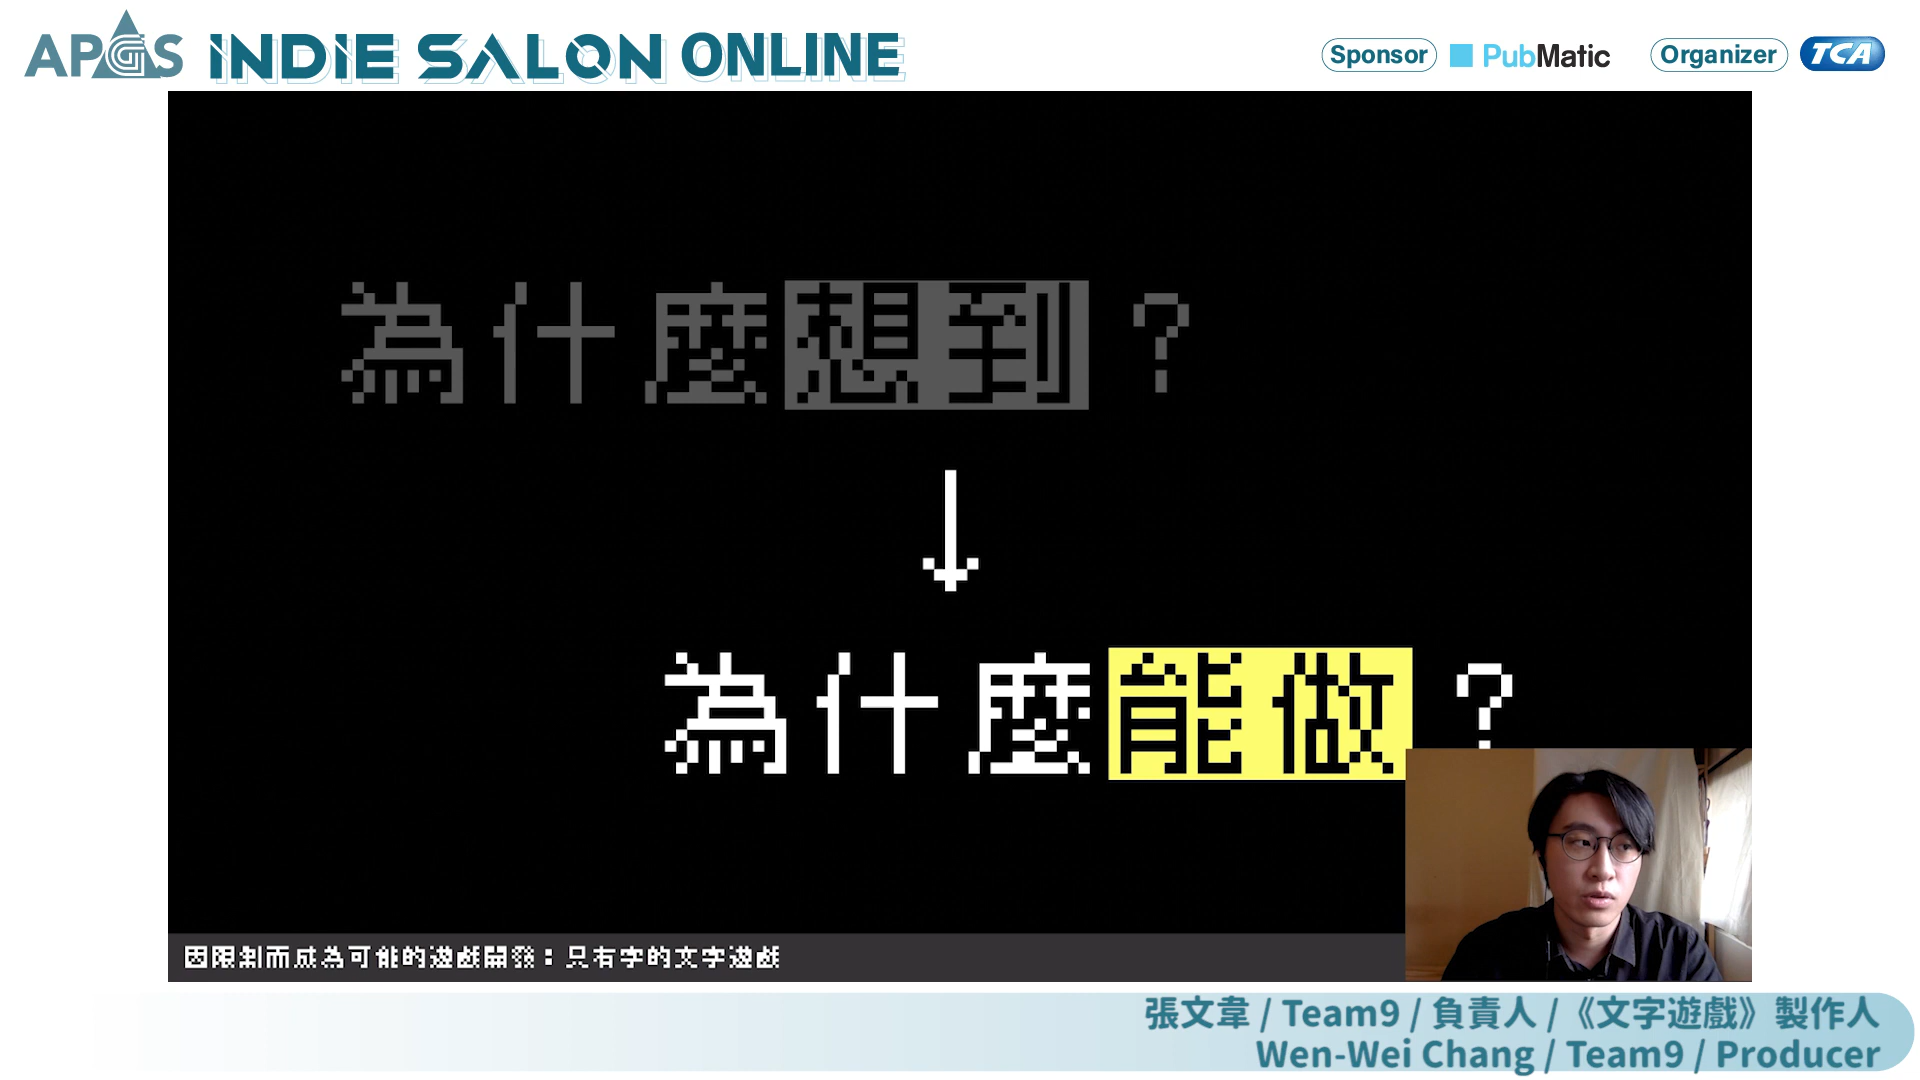 APGS INDIE SALON ONLINE
Sponsor PubMatic Organizer TCA
為什麼想到？
↓
為什麼能做？
因限制而成為可能的遊戲開發：只有字的文字遊戲
張文韋 / Team9 / 負責人 /《文字遊戲》製作人
Wen-Wei Chang / Team9 / Producer